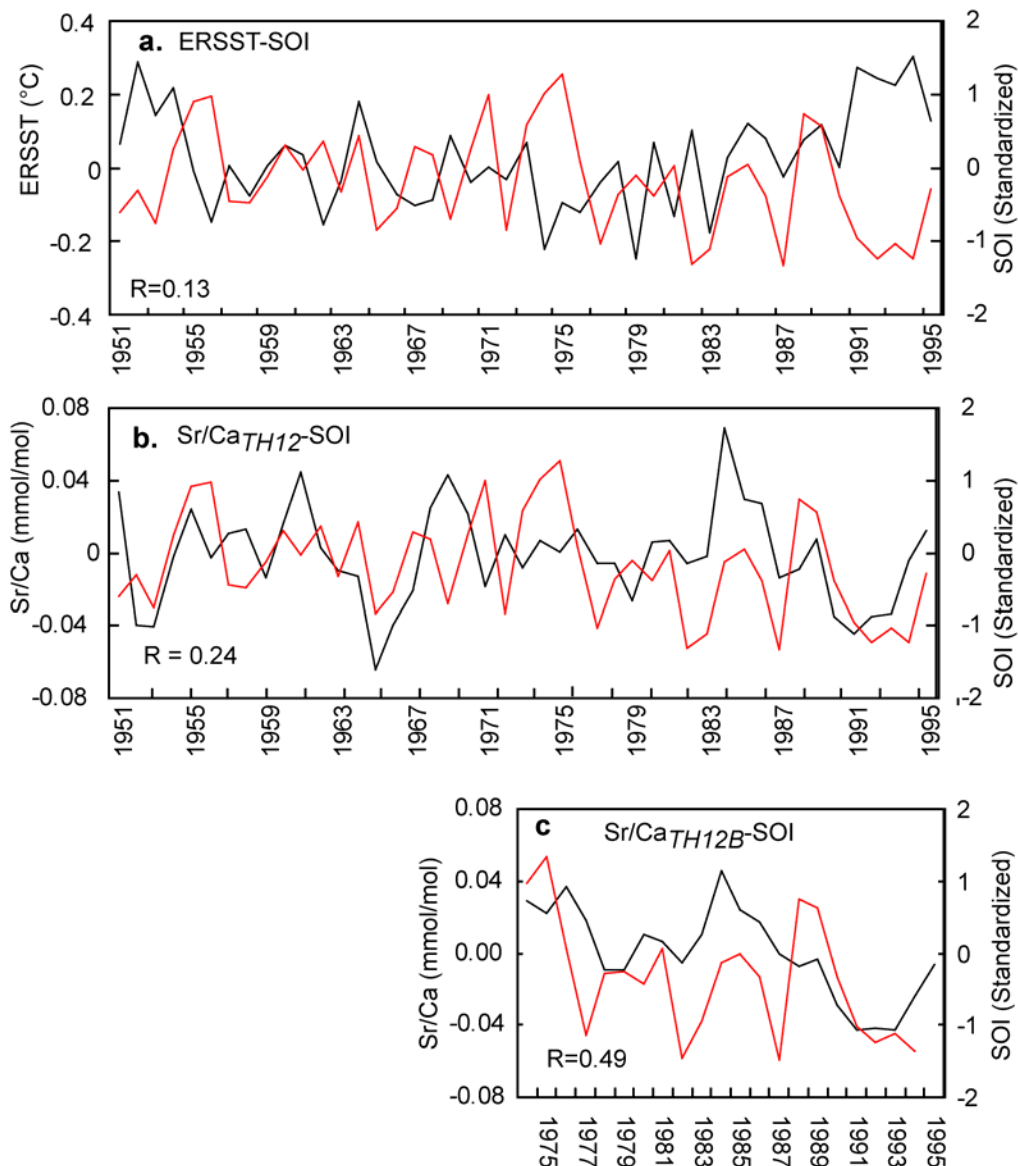 a. ERSST-SOI
0.4
0.2
0
-0.2
-0.4
ERSST (°C)
2
1
0
-1
-2
SOI (Standardized)
R=0.13
1951 1955 1959 1963 1967 1971 1975 1979 1983 1987 1991 1995
b. Sr/CaTH12-SOI
0.08
0.04
0
-0.04
-0.08
Sr/Ca (mmol/mol)
2
1
0
-1
-2
SOI (Standardized)
R = 0.24
1951 1955 1959 1963 1967 1971 1975 1979 1983 1987 1991 1995
c Sr/CaTH12B-SOI
0.08
0.04
0.00
-0.04
-0.08
Sr/Ca (mmol/mol)
2
1
0
-1
-2
SOI (Standardized)
R=0.49
1975 1977 1979 1981 1983 1985 1987 1989 1991 1993 1995